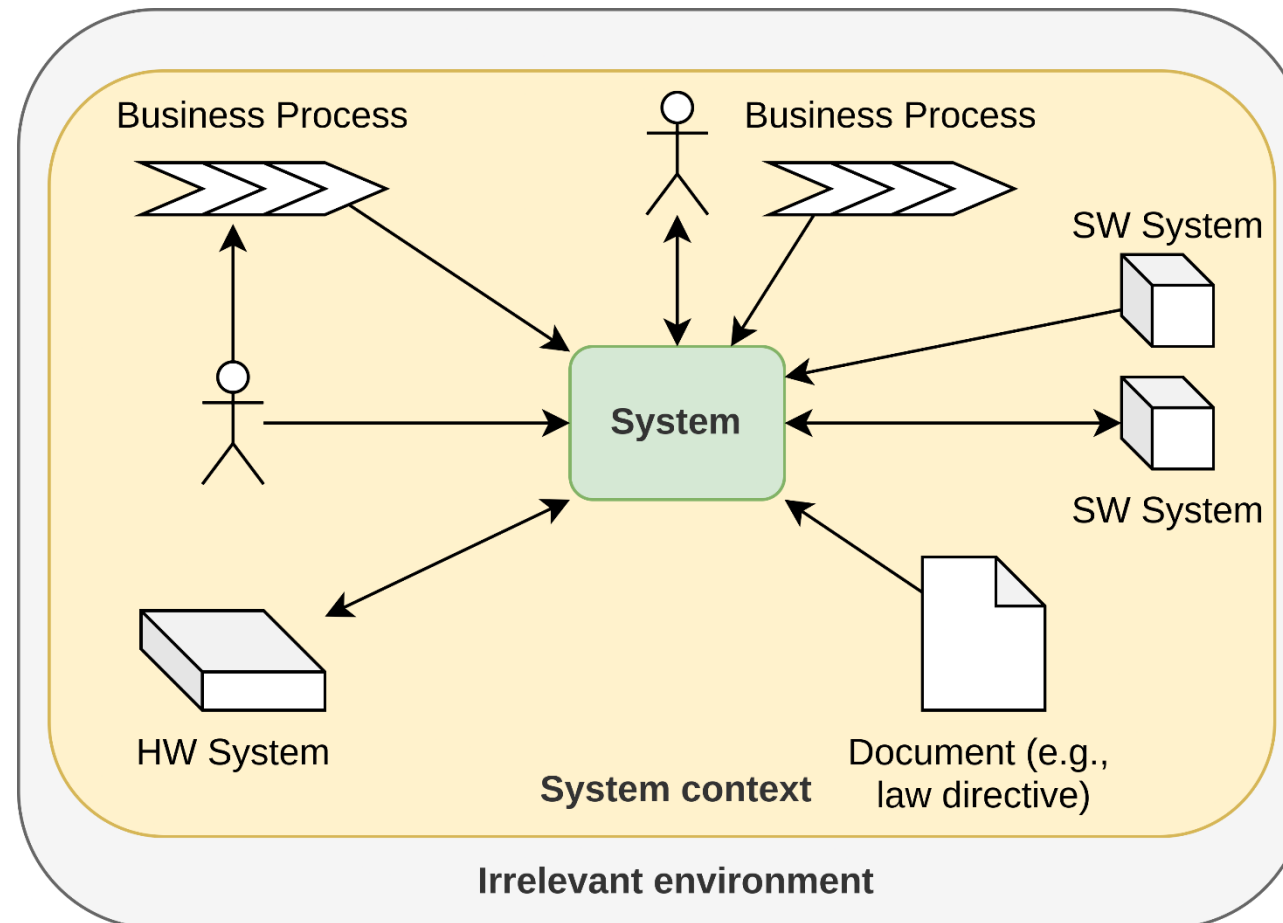 Business Process
Business Process
SW System
System
SW System
HW System
Document (e.g.,
law directive)
System context
Irrelevant environment